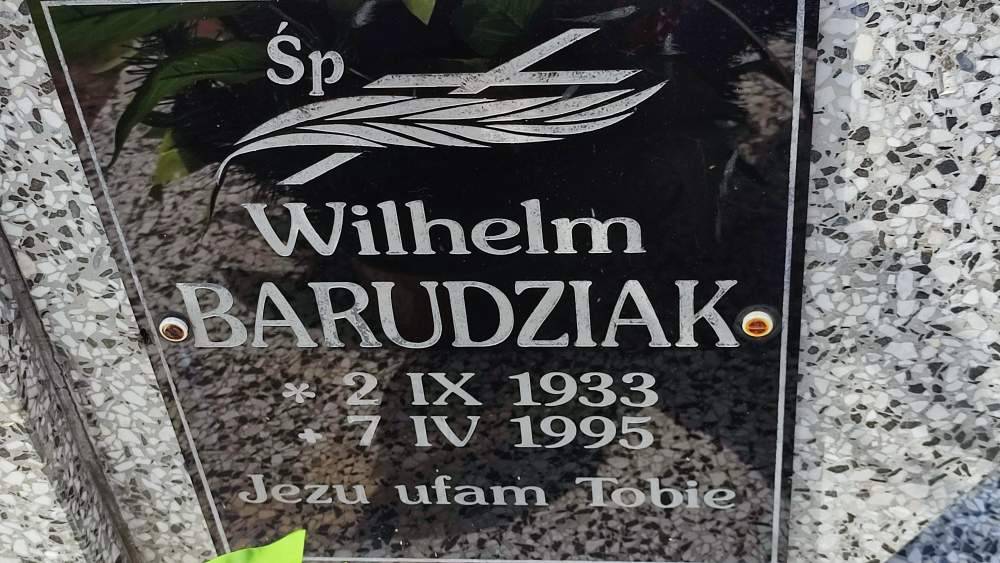 Śp
Wilhelm
BARUDZIAK
* 2 IX 1933
+ 7 IV 1995
Jezu ufam Tobie